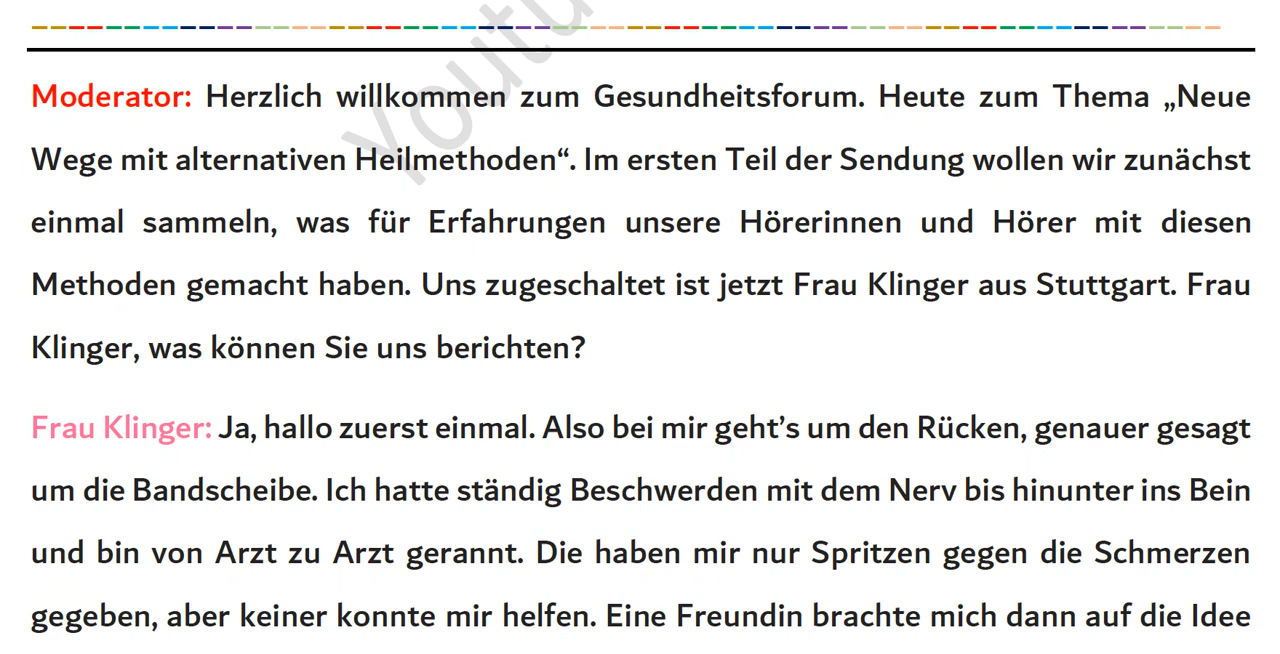 Youtu
Moderator: Herzlich willkommen zum Gesundheitsforum. Heute zum Thema „Neue
Wege mit alternativen Heilmethoden“. Im ersten Teil der Sendung wollen wir zunächst
einmal sammeln, was für Erfahrungen unsere Hörerinnen und Hörer mit diesen
Methoden gemacht haben. Uns zugeschaltet ist jetzt Frau Klinger aus Stuttgart. Frau
Klinger, was können Sie uns berichten?
Frau Klinger: Ja, hallo zuerst einmal. Also bei mir geht’s um den Rücken, genauer gesagt
um die Bandscheibe. Ich hatte ständig Beschwerden mit dem Nerv bis hinunter ins Bein
und bin von Arzt zu Arzt gerannt. Die haben mir nur Spritzen gegen die Schmerzen
gegeben, aber keiner konnte mir helfen. Eine Freundin brachte mich dann auf die Idee